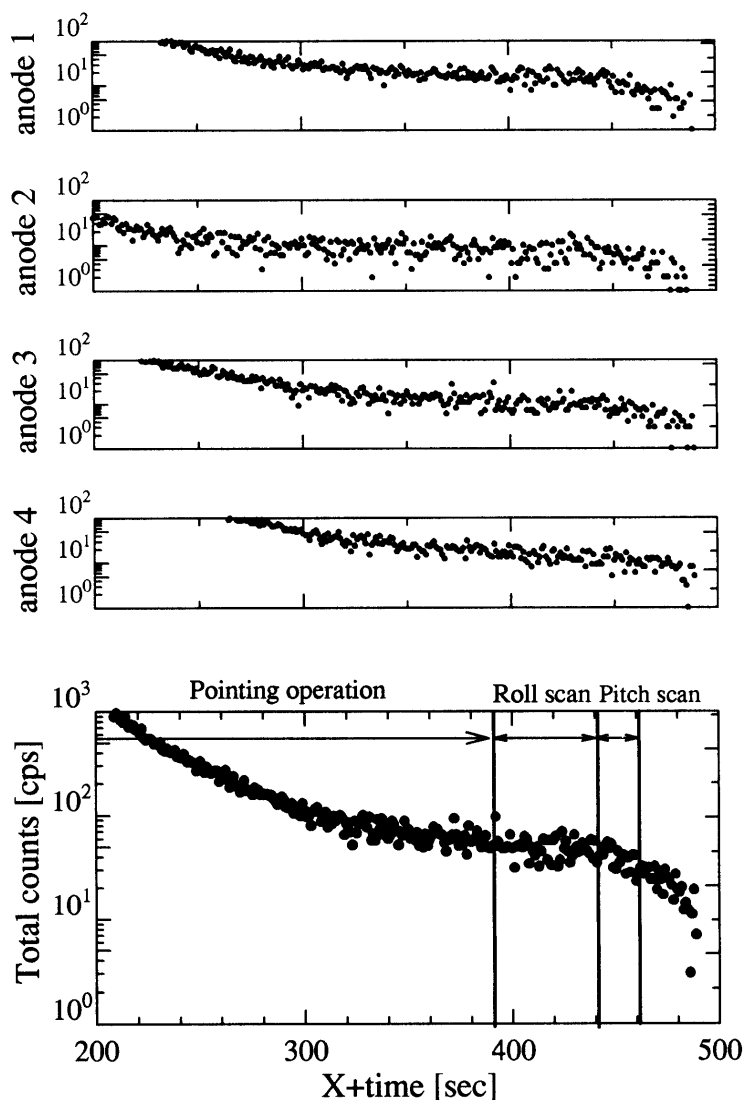 anode 1
10²
10¹
10⁰
anode 2
10²
10¹
10⁰
anode 3
10²
10¹
10⁰
anode 4
10²
10¹
10⁰
Pointing operation
Roll scan
Pitch scan
Total counts [cps]
10³
10²
10¹
10⁰
200
300
400
500
X+time [sec]